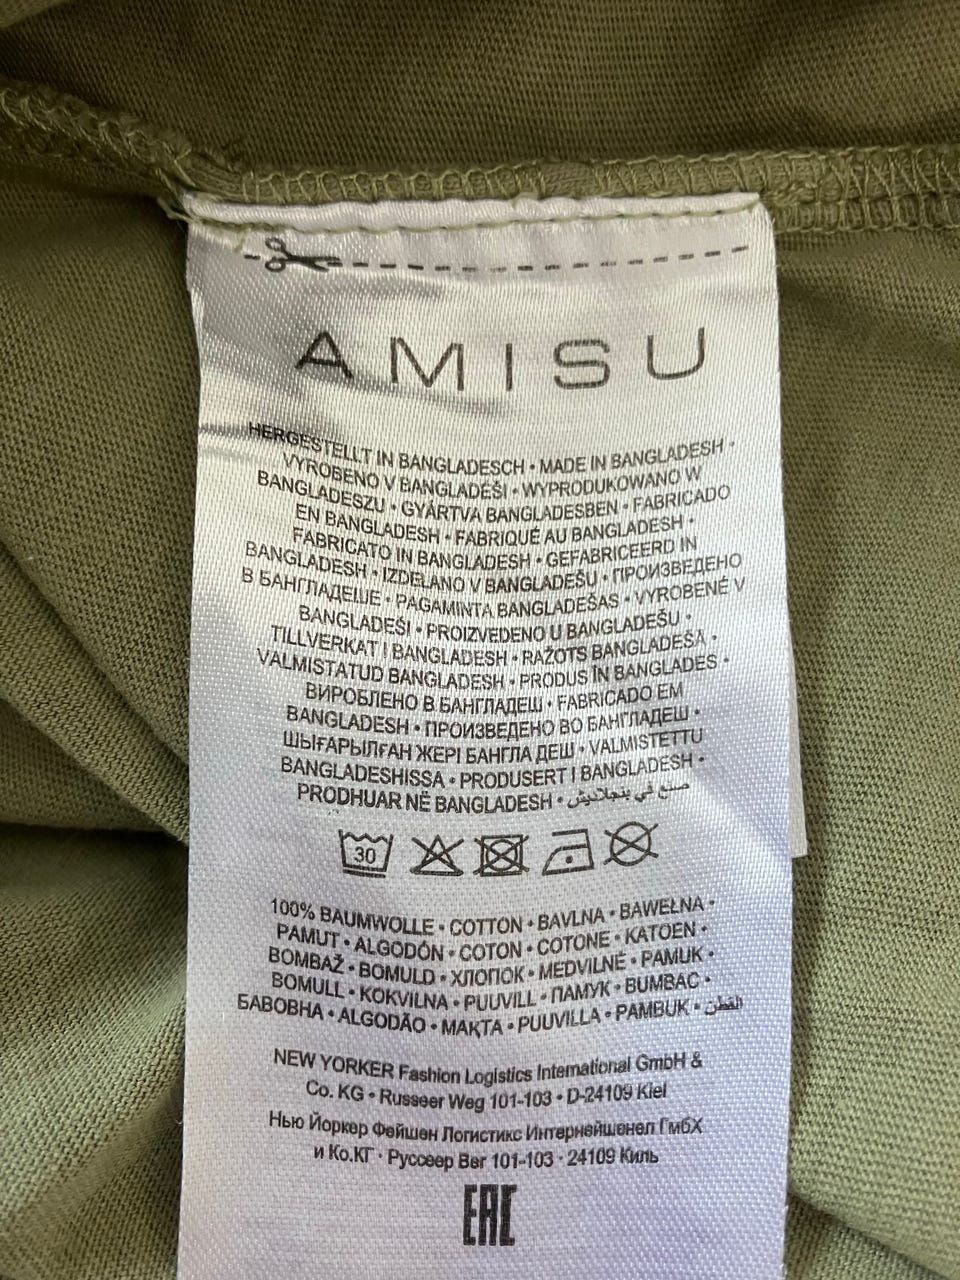 AMISU
HERGESTELLT IN BANGLADESCH • MADE IN BANGLADESH •
VYROBENO V BANGLADÉŠI • WYPRODUKOWANO W
BANGLADESZU • GYÁRTVA BANGLADESBEN • FABRICADO
EN BANGLADESH • FABRIQUÉ AU BANGLADESH •
FABRICATO IN BANGLADESH • GEFABRICEERD IN
BANGLADESH • IZDELANO V BANGLADEŠU • ПРОИЗВЕДЕНО
В БАНГЛАДЕШЕ • PAGAMINTA BANGLADEŠAS • VYROBENÉ V
BANGLADÉŠI • PROIZVEDENO U BANGLADEŠU •
TILLVERKAT I BANGLADESH • RAŽOTS BANGLADEŠĀ •
VALMISTATUD BANGLADESH • PRODUS ÎN BANGLADES •
ВИРОБЛЕНО В БАНГЛАДЕШ • FABRICADO EM
BANGLADESH • ПРОИЗВЕДЕНО ВО БАНГЛАДЕШ •
ШЫҒАРЫЛҒАН ЖЕРІ БАНГЛА ДЕШ • VALMISTETTU
BANGLADESHISSA • PRODUSERT I BANGLADESH •
PRODHUAR NË BANGLADESH • صنع في بنجلاديش
30
100% BAUMWOLLE • COTTON • BAVLNA • BAWEŁNA •
PAMUT • ALGODÓN • COTON • COTONE • KATOEN •
BOMBAŽ • BOMULD • ХЛОПОК • MEDVILNĖ • PAMUK •
BOMULL • KOKVILNA • PUUVILL • ПАМУК • BUMBAC •
БАВОВНА • ALGODÃO • МАҚТА • PUUVILLA • PAMBUK • القطن
NEW YORKER Fashion Logistics International GmbH &
Co. KG • Russeer Weg 101-103 • D-24109 Kiel
Нью Йоркер Фейшен Логистикс Интернейшенел ГмбХ
и Ко.КГ · Руссеер Вег 101-103 · 24109 Киль
EAC